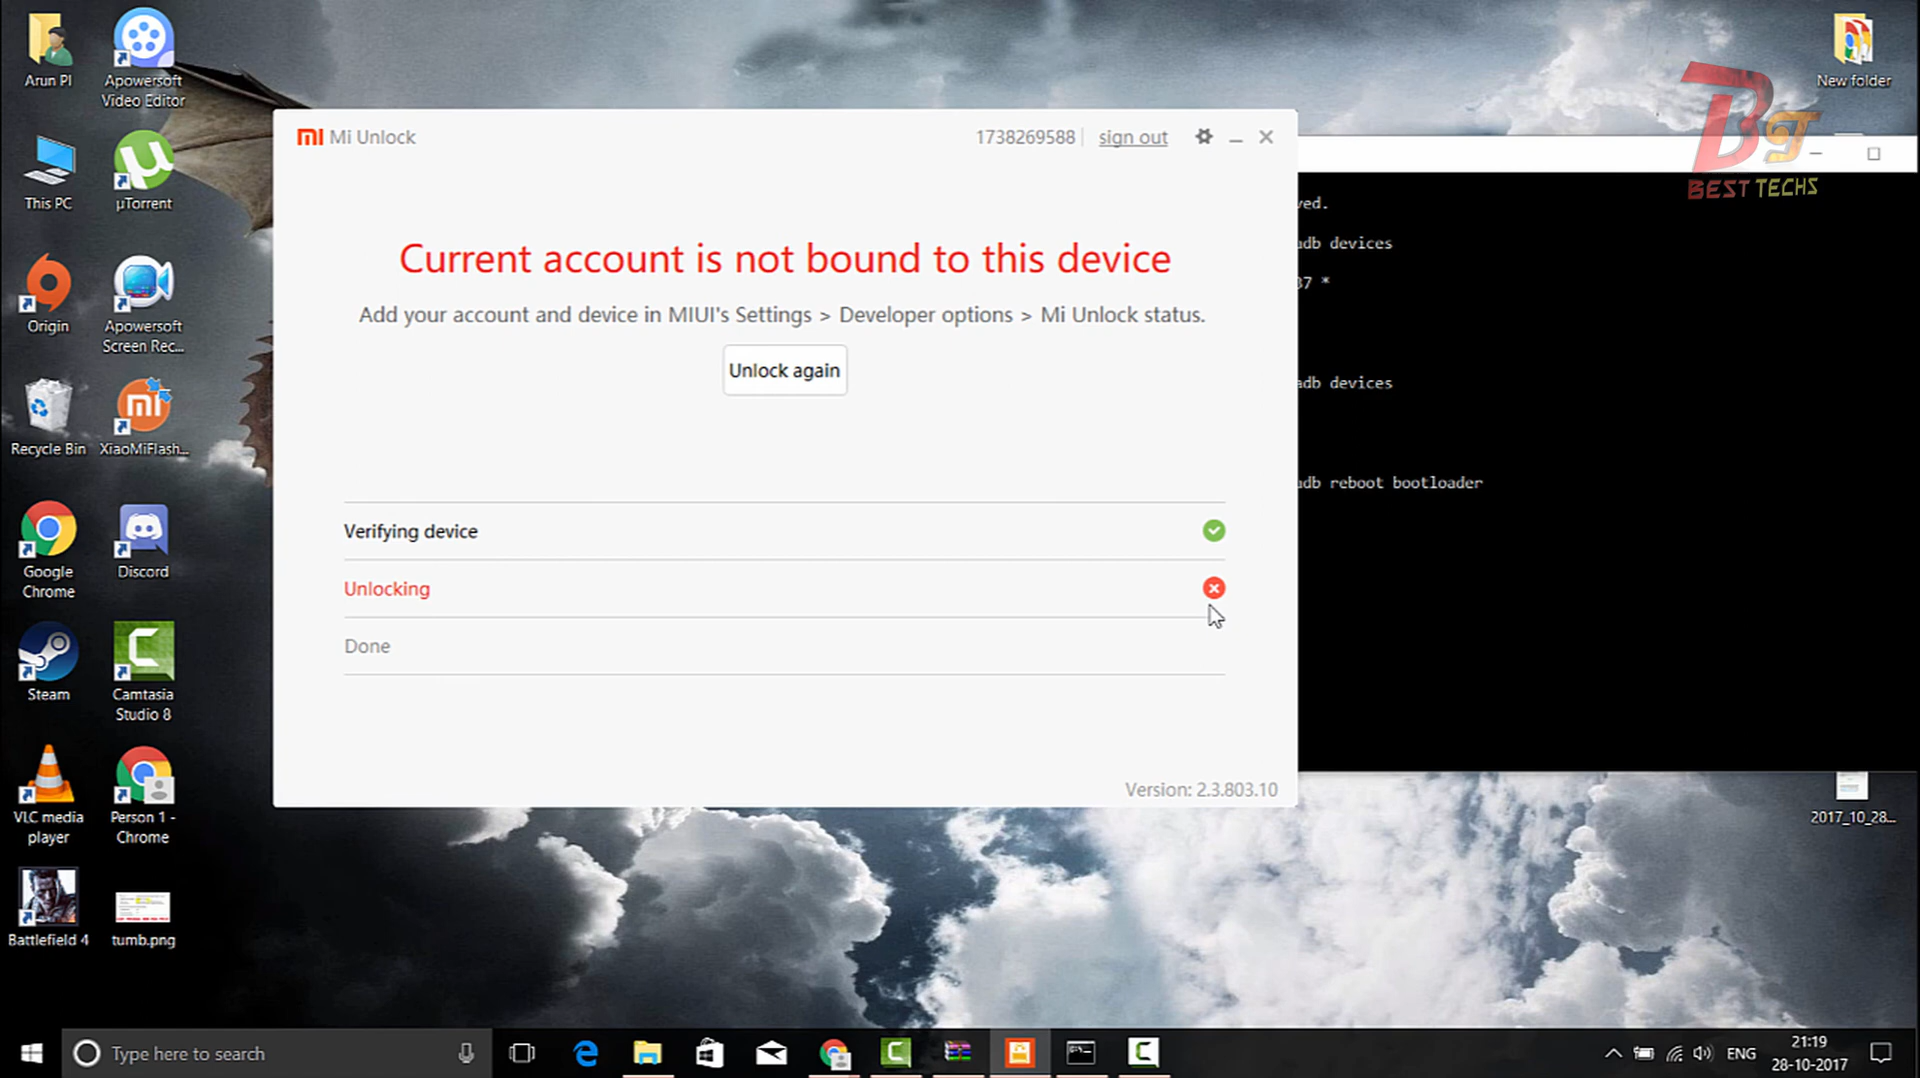 Arun PI
Apowersoft
Video Editor
New folder
mi Mi Unlock
1738269588
sign out
BGT
BEST TECHS
This PC
µTorrent
ved.
Current account is not bound to this device
adb devices
37 *
Origin
Apowersoft
Screen Rec...
Add your account and device in MIUI's Settings > Developer options > Mi Unlock status.
Unlock again
adb devices
Recycle Bin
XiaoMiFlash...
adb reboot bootloader
Google
Chrome
Discord
Verifying device
Unlocking
Done
Steam
Camtasia
Studio 8
Version: 2.3.803.10
VLC media
player
Person 1 -
Chrome
2017_10_28...
Battlefield 4
tumb.png
Type here to search
ENG
21:19
28-10-2017